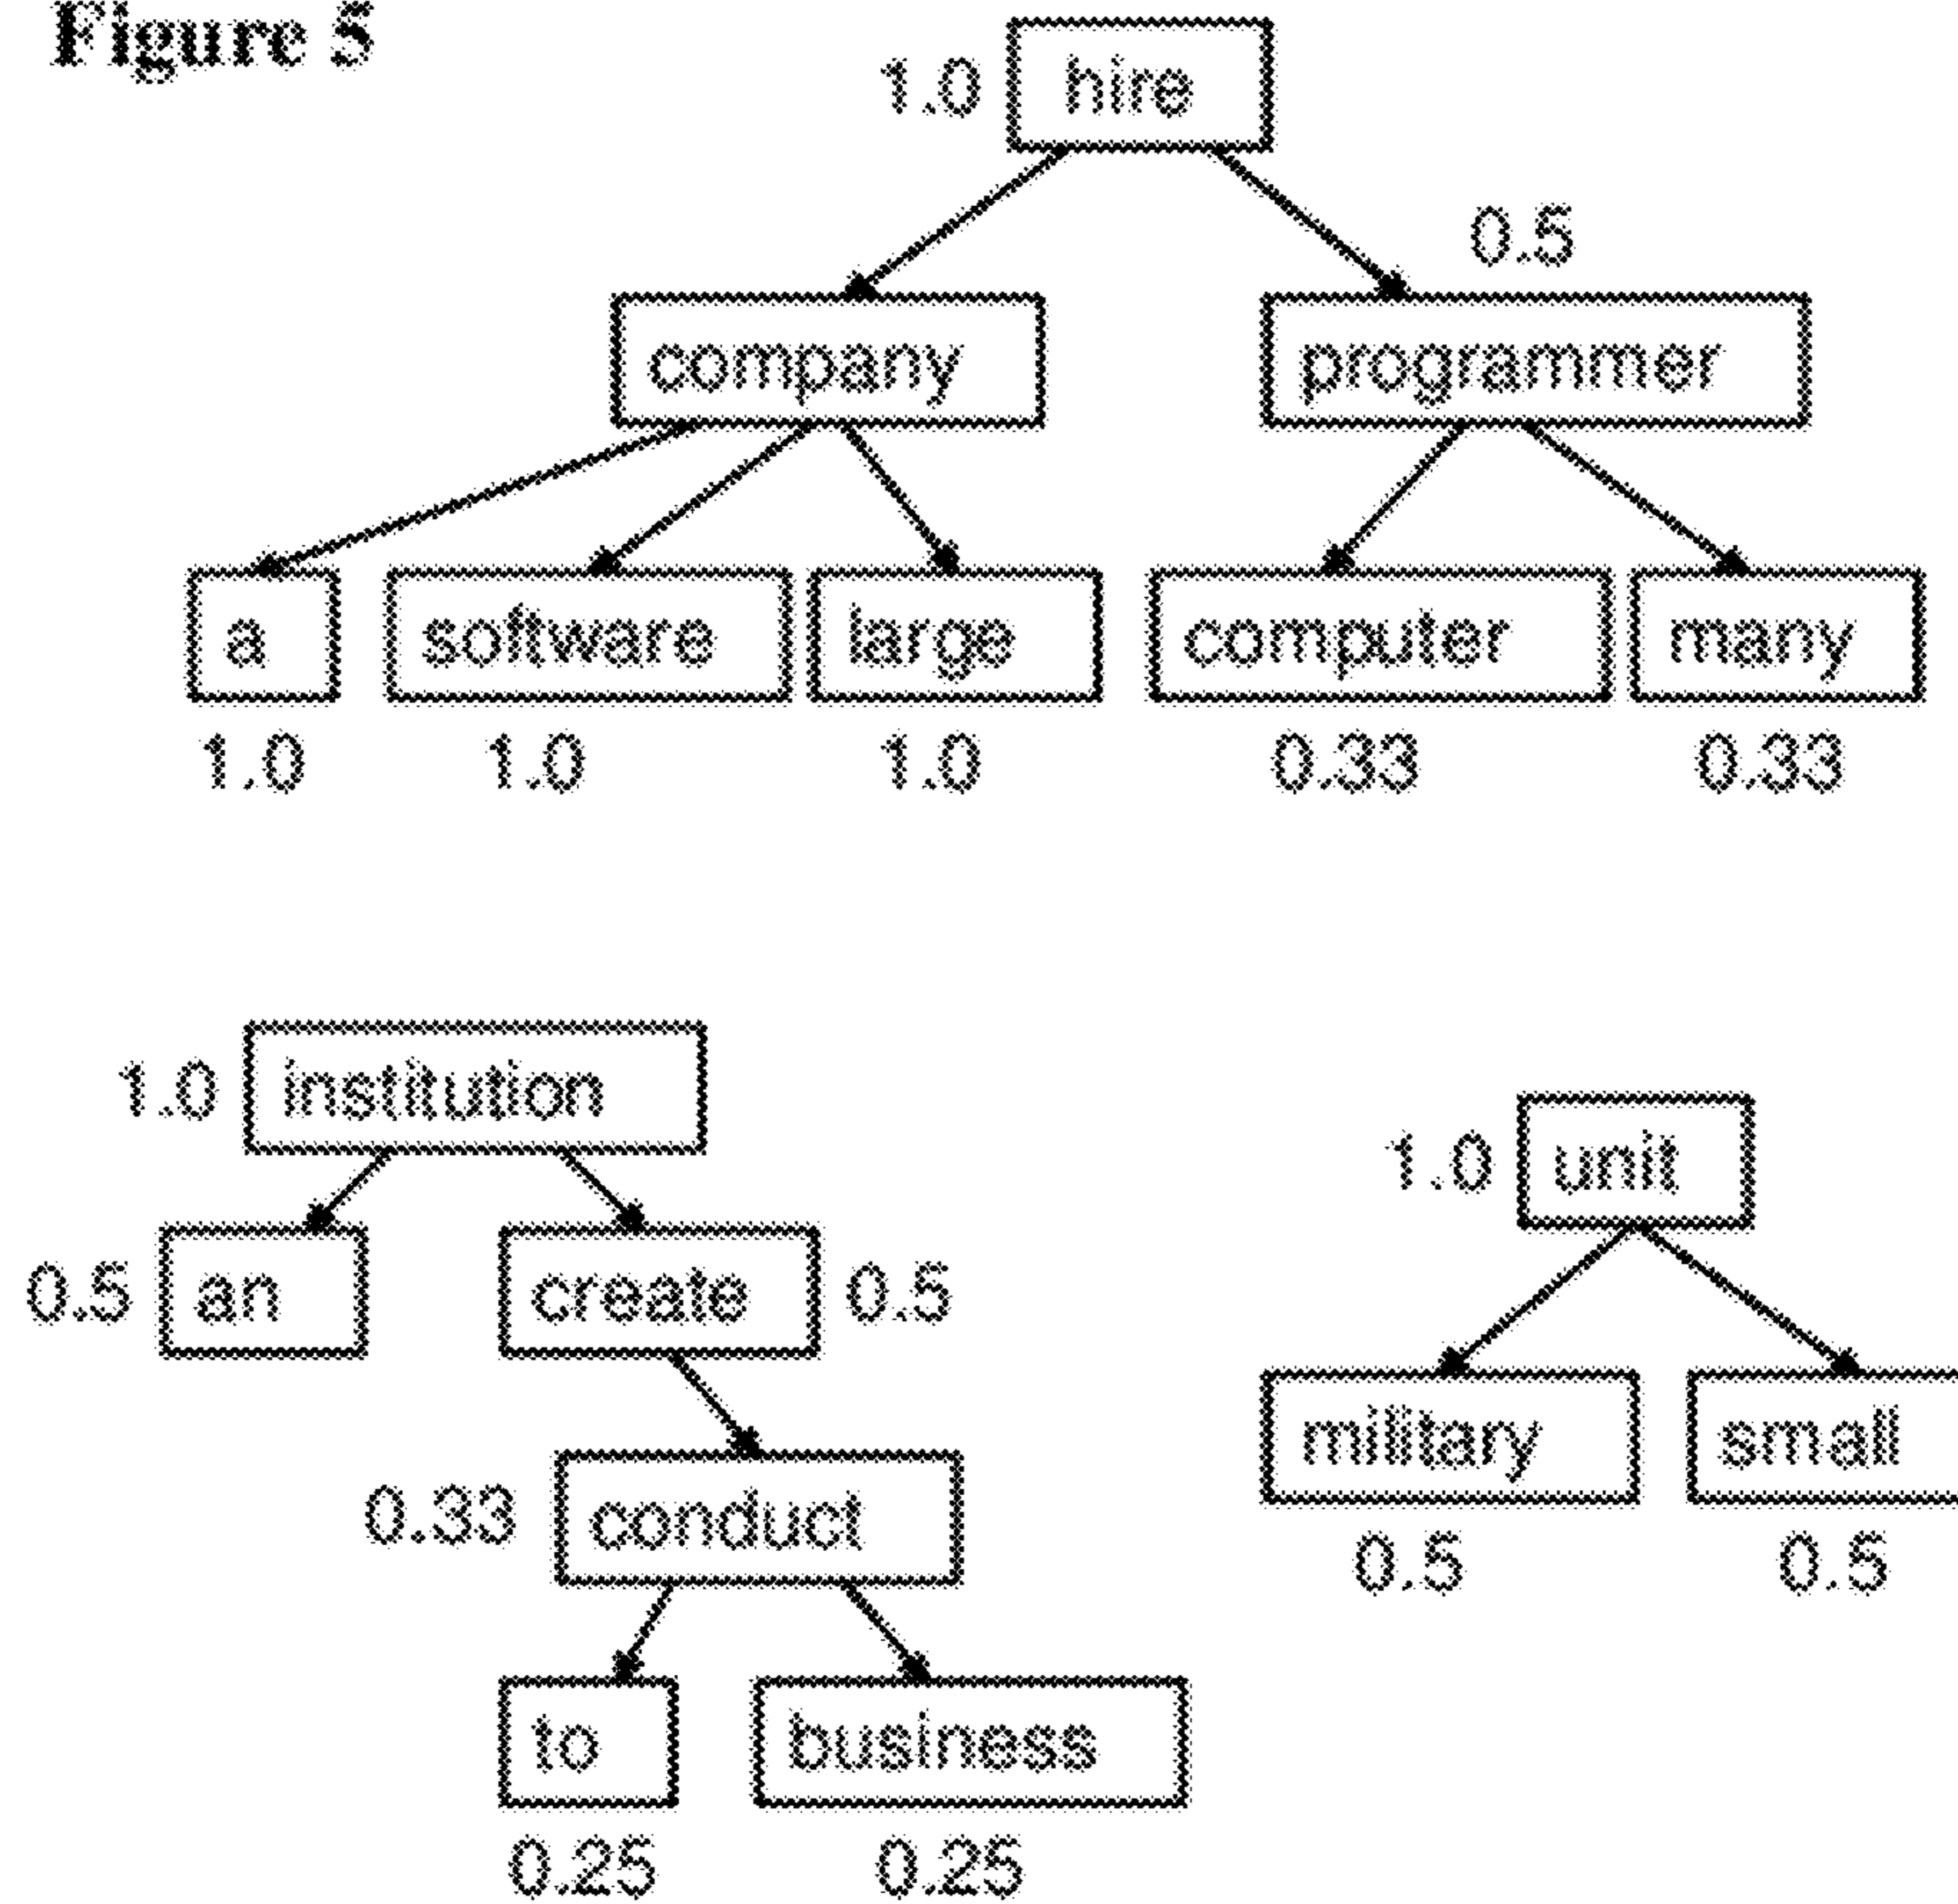 Figure 5
1.0 hire
0.5
company programmer
a software large computer many
1.0 1.0 1.0 0.33 0.33
1.0 institution
1.0 unit
0.5 an create 0.5
military small
0.33 conduct
0.5 0.5
to business
0.25 0.25